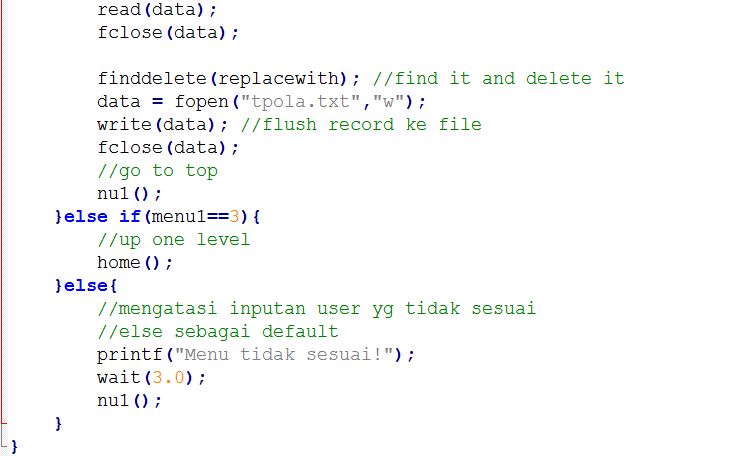 read(data);
fclose(data);

finddelete(replacewith); //find it and delete it
data = fopen("tpola.txt","w");
write(data); //flush record ke file
fclose(data);
//go to top
nu1();
}else if(menu1==3){
//up one level
home();
}else{
//mengatasi inputan user yg tidak sesuai
//else sebagai default
printf("Menu tidak sesuai!");
wait(3.0);
nu1();
}
}